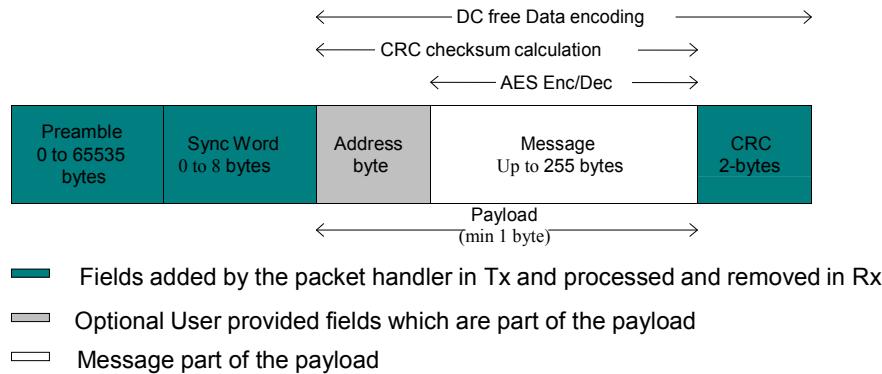 DC free Data encoding
CRC checksum calculation
AES Enc/Dec
Preamble
0 to 65535
bytes
Sync Word
0 to 8 bytes
Address
byte
Message
Up to 255 bytes
CRC
2-bytes
Payload
(min 1 byte)
Fields added by the packet handler in Tx and processed and removed in Rx
Optional User provided fields which are part of the payload
Message part of the payload